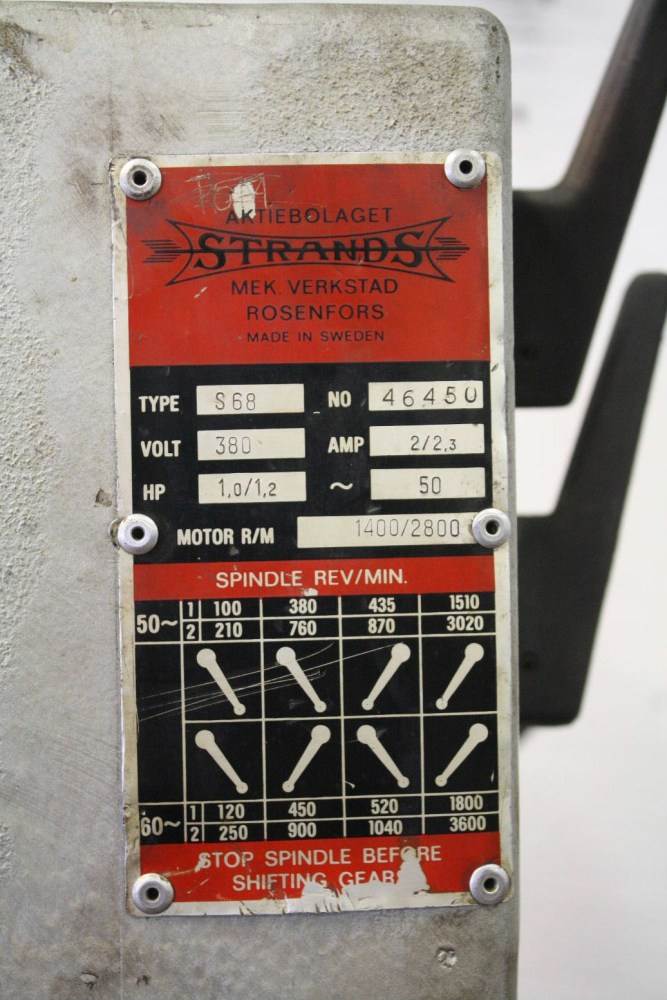 AKTIEBOLAGET
STRANDS
MEK. VERKSTAD
ROSENFORS
MADE IN SWEDEN
TYPE S68 NO 46450
VOLT 380 AMP 2/2,3
HP 1,0/1,2 ~ 50
MOTOR R/M 1400/2800
SPINDLE REV/MIN.
50~ 1 100 380 435 1510
2 210 760 870 3020
60~ 1 120 450 520 1800
2 250 900 1040 3600
STOP SPINDLE BEFORE
SHIFTING GEARS